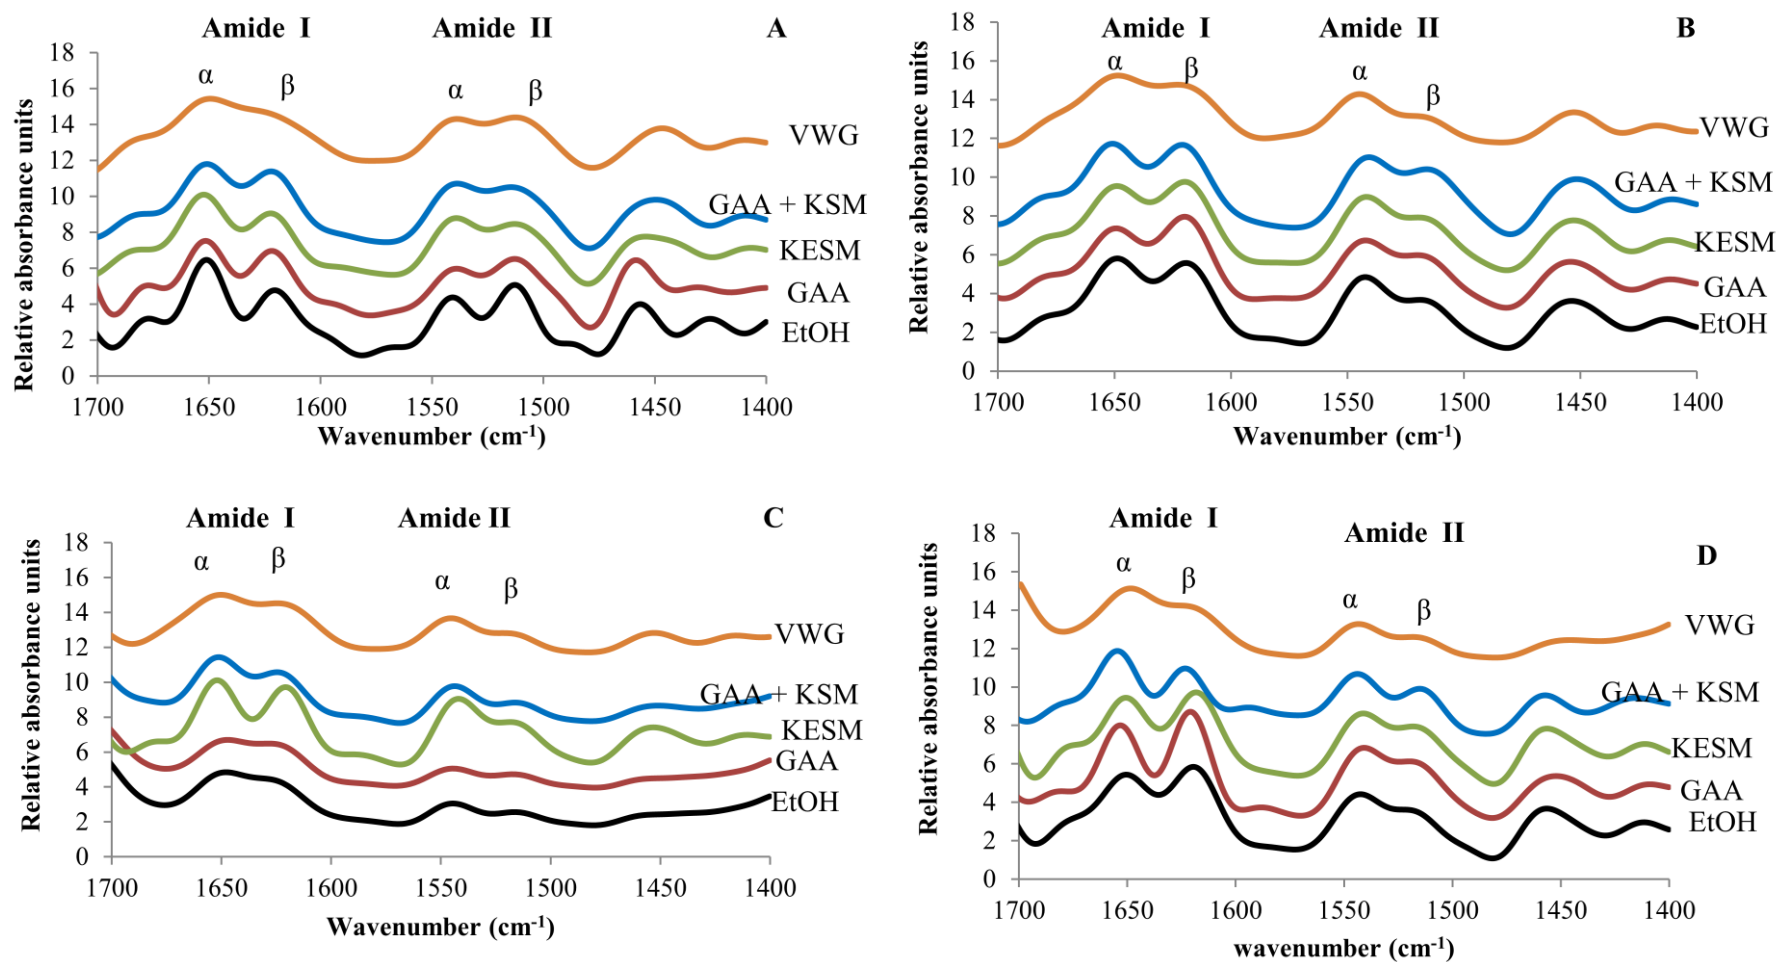 Amide I Amide II A
18
16
14
12
10
8
6
4
2
0
Relative absorbance units
α β α β
VWG
GAA + KSM
KESM
GAA
EtOH
1700 1650 1600 1550 1500 1450 1400
Wavenumber (cm-1)
Amide I Amide II B
18
16
14
12
10
8
6
4
2
0
Relative absorbance units
α β α β
VWG
GAA + KSM
KESM
GAA
EtOH
1700 1650 1600 1550 1500 1450 1400
Wavenumber (cm-1)
Amide I Amide II C
18
16
14
12
10
8
6
4
2
0
Relative absorbance units
α β α β
VWG
GAA + KSM
KESM
GAA
EtOH
1700 1650 1600 1550 1500 1450 1400
Wavenumber (cm-1)
Amide I Amide II D
18
16
14
12
10
8
6
4
2
0
Relative absorbance units
α β α β
VWG
GAA + KSM
KESM
GAA
EtOH
1700 1650 1600 1550 1500 1450 1400
wavenumber (cm-1)